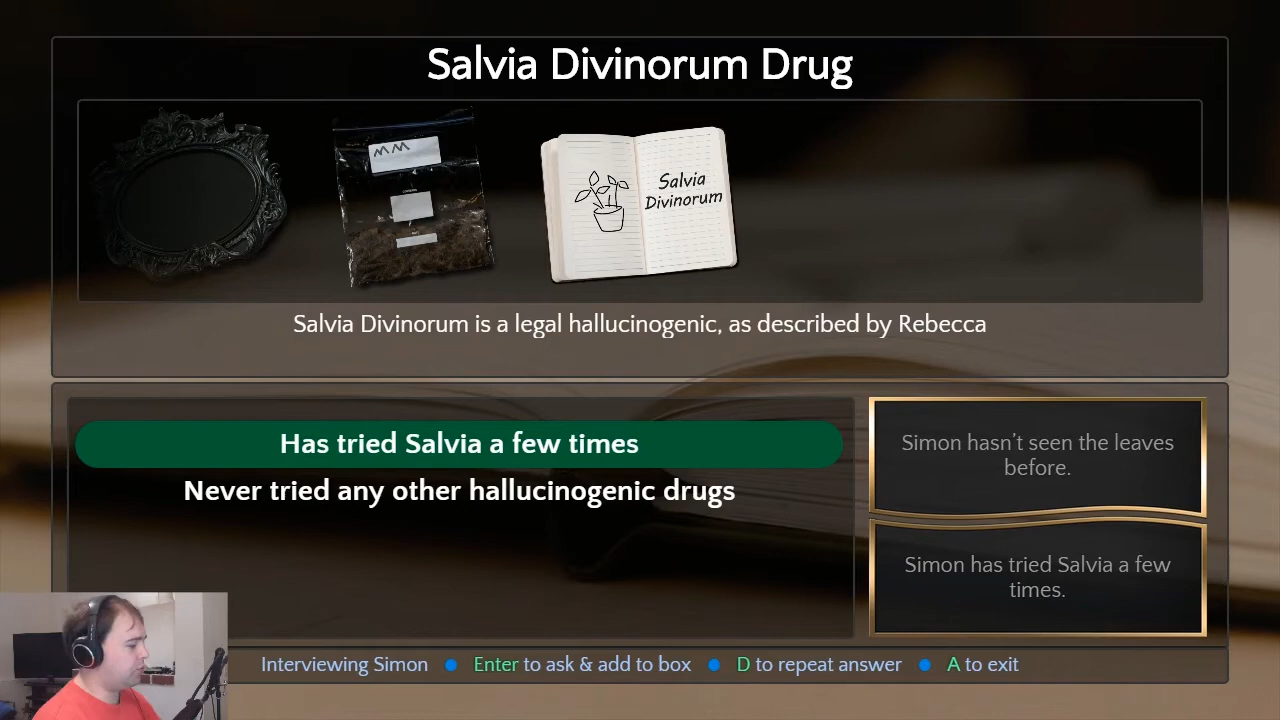 Salvia Divinorum Drug
MM
Salvia
Divinorum
Salvia Divinorum is a legal hallucinogenic, as described by Rebecca
Has tried Salvia a few times
Never tried any other hallucinogenic drugs
Simon hasn't seen the leaves
before.
Simon has tried Salvia a few
times.
Interviewing Simon ● Enter to ask & add to box ● D to repeat answer ● A to exit